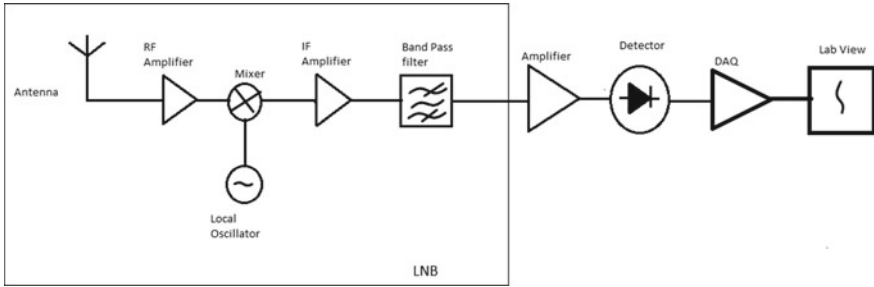 Antenna
RF
Amplifier
Mixer
Local
Oscillator
IF
Amplifier
Band Pass
filter
LNB
Amplifier
Detector
DAQ
Lab View